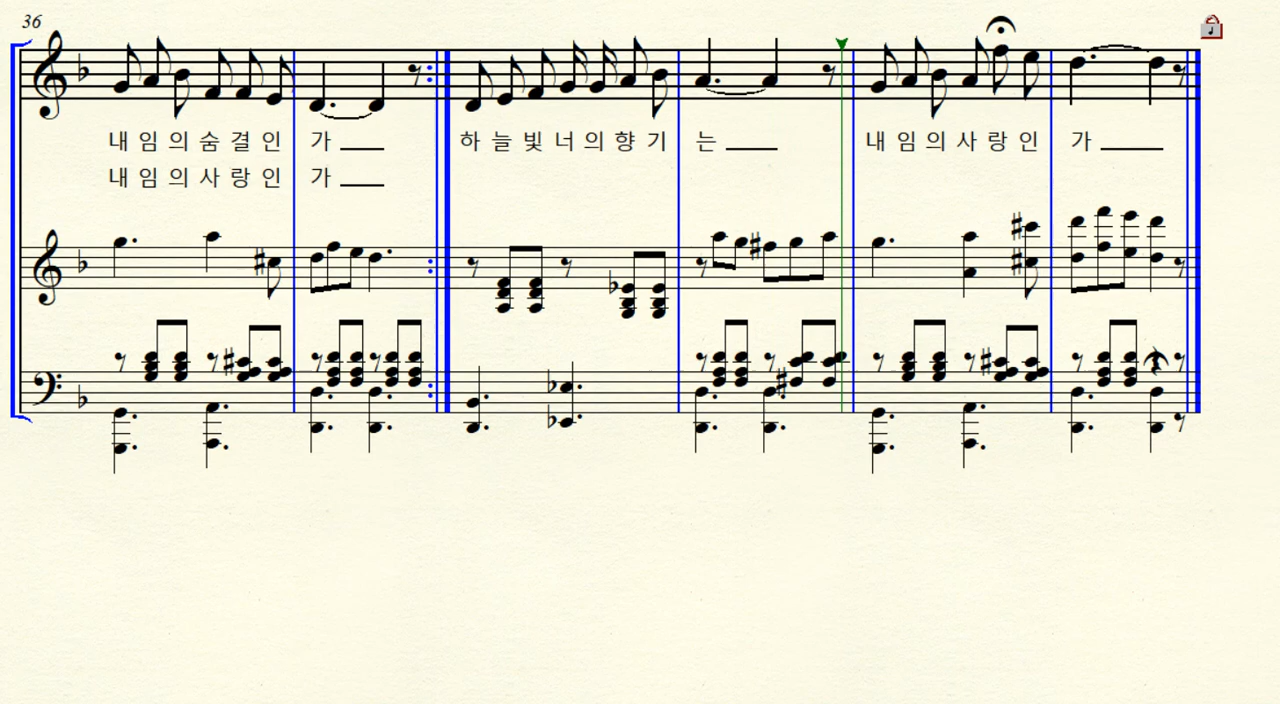 36
내 임 의 숨 결 인 가 하 늘 빛 너 의 향 기 는 내 임 의 사 랑 인 가
내 임 의 사 랑 인 가